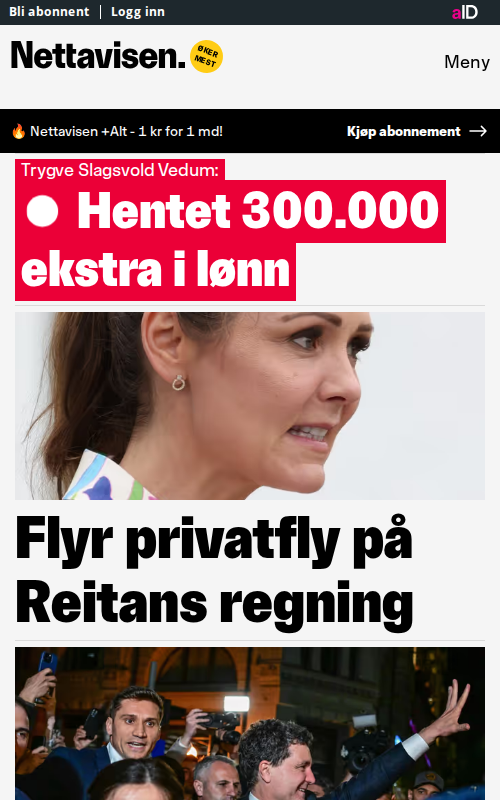 Bli abonnent
Logg inn
aID
Nettavisen.
ØKER
MEST
Meny
🔥 Nettavisen +Alt - 1 kr for 1 md!
Kjøp abonnement →
Trygve Slagsvold Vedum:
Hentet 300.000
ekstra i lønn
Flyr privatfly på
Reitans regning